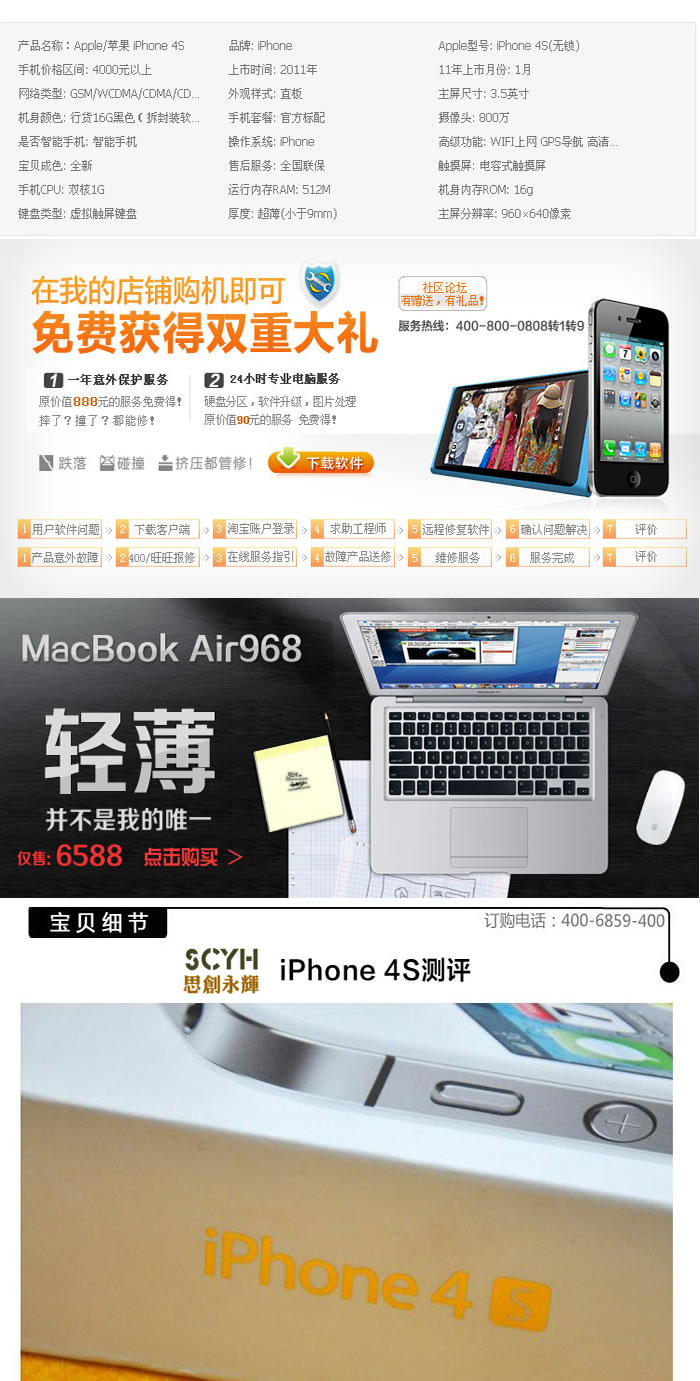 产品名称：Apple/苹果 iPhone 4S 品牌: iPhone Apple型号: iPhone 4S(无锁)
手机价格区间: 4000元以上 上市时间: 2011年 11年上市月份: 1月
网络类型: GSM/WCDMA/CDMA/CD... 外观样式: 直板 主屏尺寸: 3.5英寸
机身颜色: 行货16G黑色 ( 拆封装软... 手机套餐: 官方标配 摄像头: 800万
是否智能手机: 智能手机 操作系统: iPhone 高级功能: WIFI上网 GPS导航 高清...
宝贝成色: 全新 售后服务: 全国联保 触摸屏: 电容式触摸屏
手机CPU: 双核1G 运行内存RAM: 512M 机身内存ROM: 16g
键盘类型: 虚拟触屏键盘 厚度: 超薄(小于9mm) 主屏分辨率: 960×640像素
在我的店铺购机即可
免费获得双重大礼
社区论坛
有赠送，有礼品!
服务热线：400-800-0808转1转9
1 一年意外保护服务
原价值888元的服务免费得!
摔了? 撞了? 都能修!
2 24小时专业电脑服务
硬盘分区，软件升级，图片处理
原价值90元的服务 免费得!
跌落 碰撞 挤压都管修! 下载软件
1 用户软件问题 2 下载客户端 3 淘宝账户登录 4 求助工程师 5 远程修复软件 6 确认问题解决 7 评价
1 产品意外故障 2 400/旺旺报修 3 在线服务指引 4 故障产品送修 5 维修服务 6 服务完成 7 评价
MacBook Air968
轻薄
并不是我的唯一
仅售: 6588 点击购买 >
宝贝细节
订购电话：400-6859-400
SCYH
思創永輝
iPhone 4S测评
iPhone 4 S